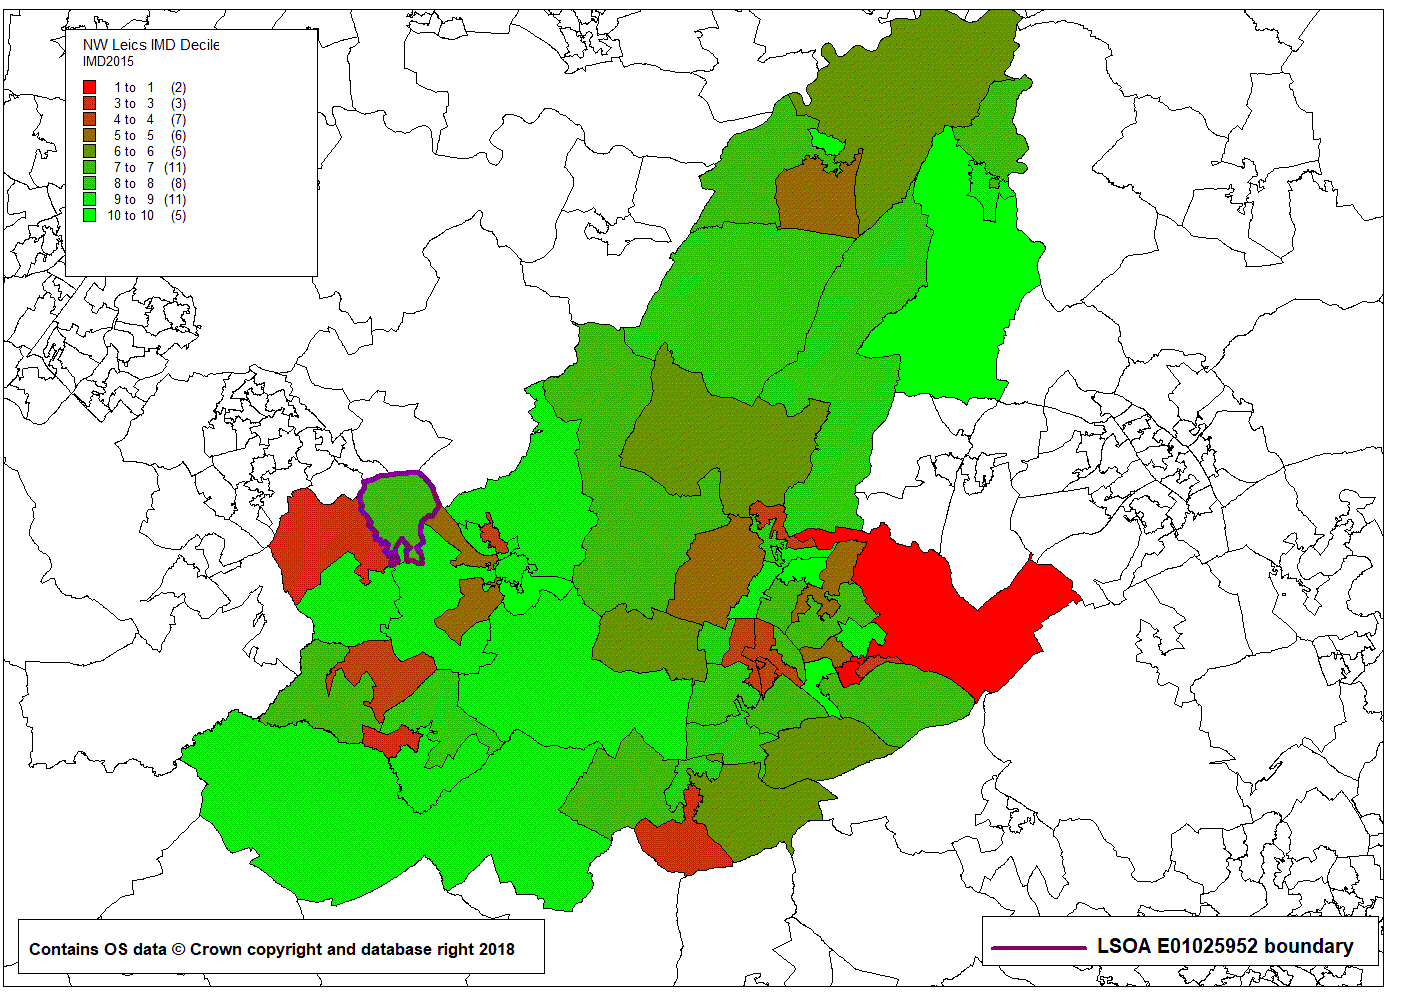 NW Leics IMD Decile
IMD2015
1 to 1 (2)
3 to 3 (3)
4 to 4 (7)
5 to 5 (6)
6 to 6 (5)
7 to 7 (11)
8 to 8 (8)
9 to 9 (11)
10 to 10 (5)
Contains OS data © Crown copyright and database right 2018
LSOA E01025952 boundary